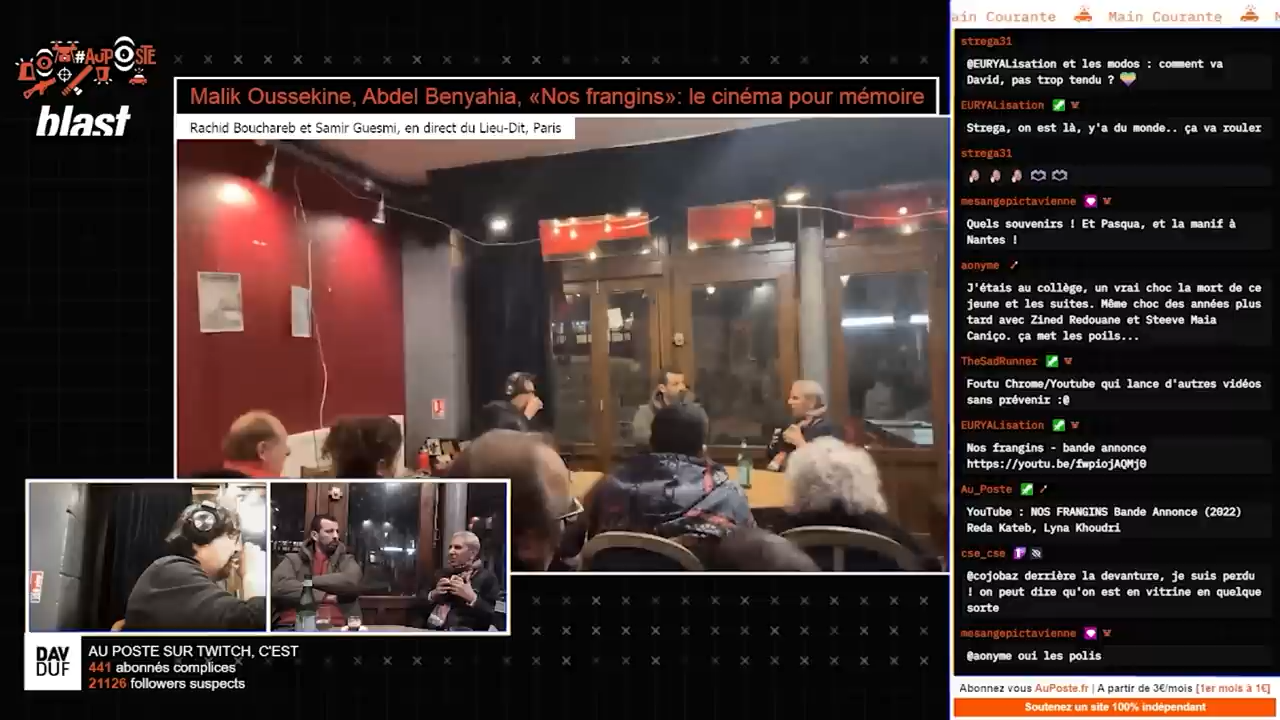 #AuPOSTE
blast
Malik Oussekine, Abdel Benyahia, «Nos frangins»: le cinéma pour mémoire
Rachid Bouchareb et Samir Guesmi, en direct du Lieu-Dit, Paris
DAV
DUF
AU POSTE SUR TWITCH, C'EST
441 abonnés complices
21126 followers suspects
ain Courante Main Courante
strega31
@EURYALisation et les modos : comment va
David, pas trop tendu ?
EURYALisation
Strega, on est là, y'a du monde.. ça va rouler
strega31
mesangepictavienne
Quels souvenirs ! Et Pasqua, et la manif à
Nantes !
aonyme
J'étais au collège, un vrai choc la mort de ce
jeune et les suites. Même choc des années plus
tard avec Zined Redouane et Steeve Maia
Caniço. ça met les poils...
TheSadRunner
Foutu Chrome/Youtube qui lance d'autres vidéos
sans prévenir :@
EURYALisation
Nos frangins - bande annonce
https://youtu.be/fwpiojAQMj0
Au_Poste
YouTube : NOS FRANGINS Bande Annonce (2022)
Reda Kateb, Lyna Khoudri
cse_cse
@cojobaz derrière la devanture, je suis perdu
! on peut dire qu'on est en vitrine en quelque
sorte
mesangepictavienne
@aonyme oui les polis
Abonnez vous AuPoste.fr | A partir de 3€/mois [1er mois à 1€]
Soutenez un site 100% indépendant